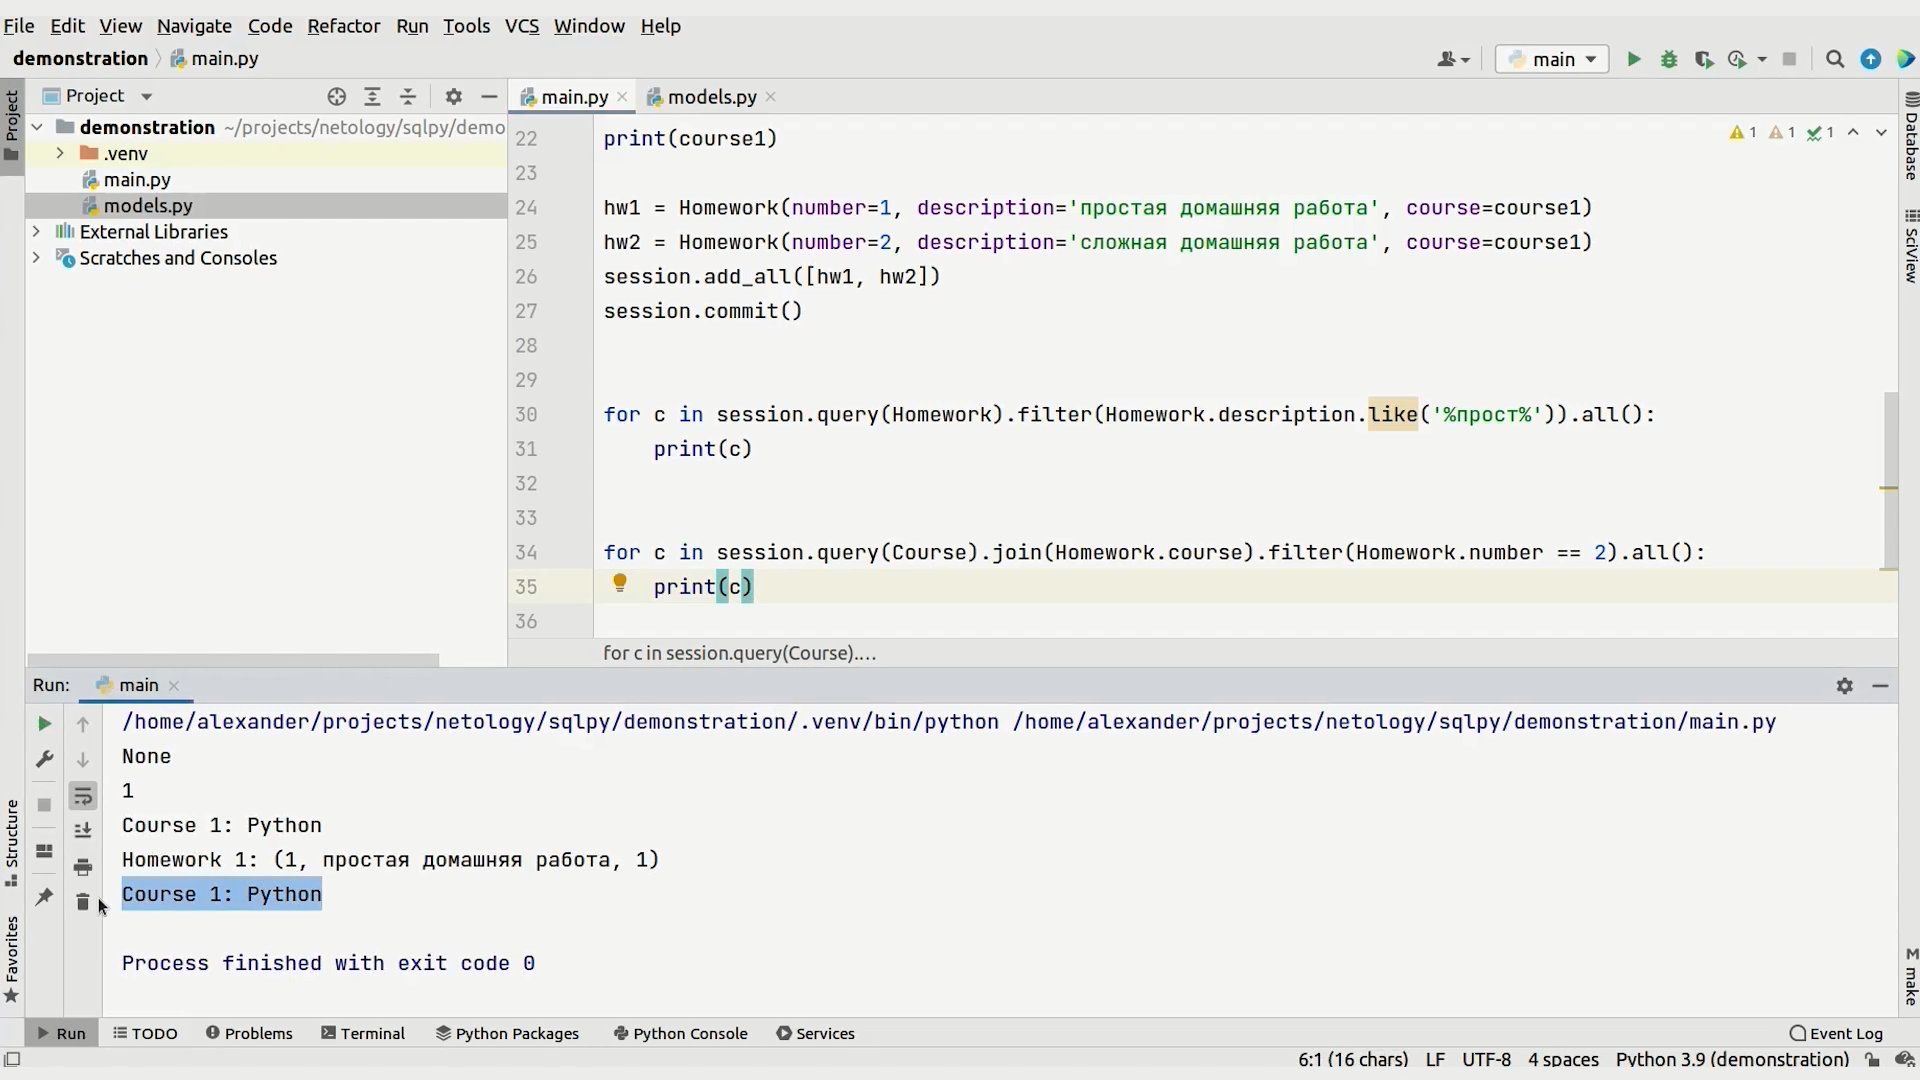 File Edit View Navigate Code Refactor Run Tools VCS Window Help
demonstration main.py
main
Project
main.py
models.py
demonstration ~/projects/netology/sqlpy/demo
.venv
main.py
models.py
External Libraries
Scratches and Consoles
22 print(course1)
23
24 hw1 = Homework(number=1, description='простая домашняя работа', course=course1)
25 hw2 = Homework(number=2, description='сложная домашняя работа', course=course1)
26 session.add_all([hw1, hw2])
27 session.commit()
28
29
30 for c in session.query(Homework).filter(Homework.description.like('%прост%')).all():
31 print(c)
32
33
34 for c in session.query(Course).join(Homework.course).filter(Homework.number == 2).all():
35 print(c)
36
1 1 1
for c in session.query(Course)....
Project
Structure
Favorites
Database
SciView
M make
Run: main
/home/alexander/projects/netology/sqlpy/demonstration/.venv/bin/python /home/alexander/projects/netology/sqlpy/demonstration/main.py
None
1
Course 1: Python
Homework 1: (1, простая домашняя работа, 1)
Course 1: Python
Process finished with exit code 0
Run TODO Problems Terminal Python Packages Python Console Services Event Log
6:1 (16 chars) LF UTF-8 4 spaces Python 3.9 (demonstration)